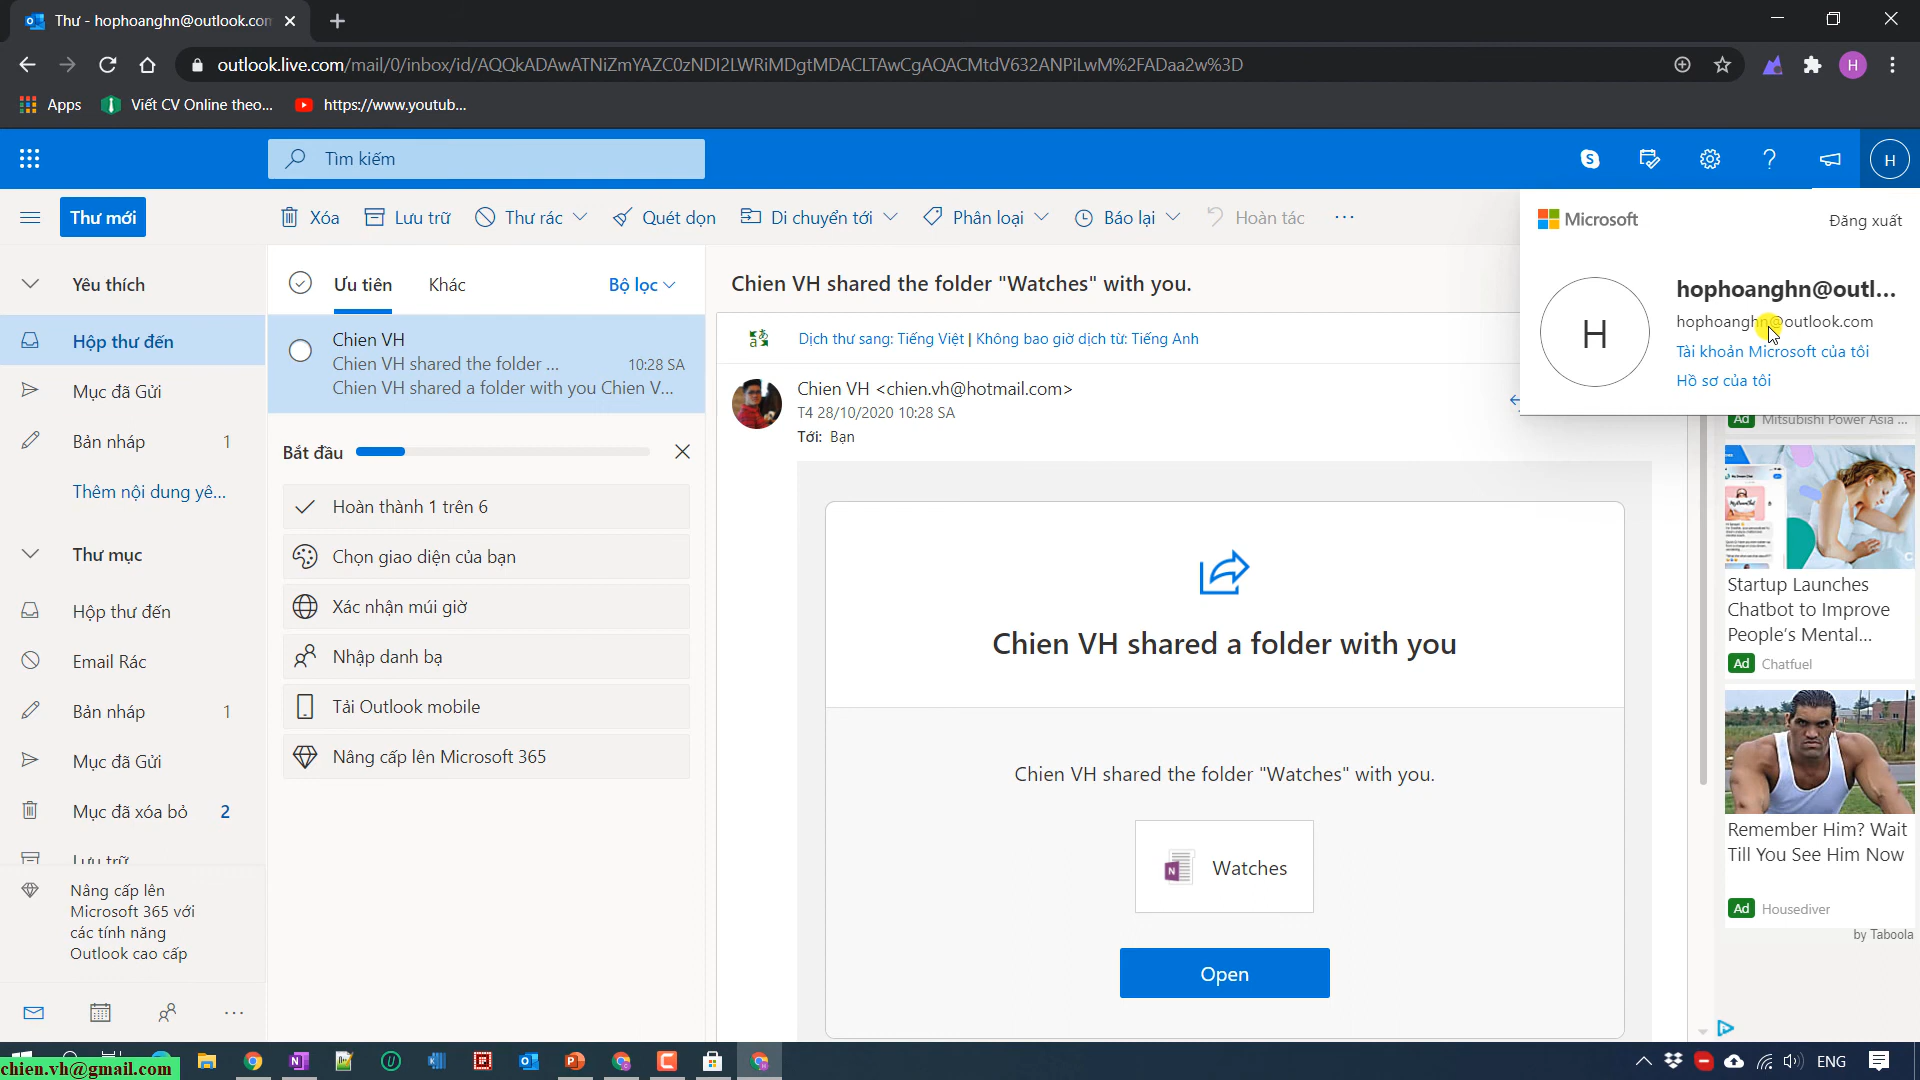 Thư - hophoanghn@outlook.com
outlook.live.com/mail/0/inbox/id/AQQkADAwATNiZmYAZC0zNDI2LWRiMDgtMDACLTAwCgAQACMtdV632ANPiLwM%2FADaa2w%3D
H
Apps
Viết CV Online theo...
https://www.youtub...
Tìm kiếm
H
Thư mới
Xóa
Lưu trữ
Thư rác
Quét dọn
Di chuyển tới
Phân loại
Báo lại
Hoàn tác
Microsoft
Đăng xuất
H
hophoanghn@outl...
hophoanghn@outlook.com
Tài khoản Microsoft của tôi
Hồ sơ của tôi
Yêu thích
Hộp thư đến
Mục đã Gửi
Bản nháp 1
Thêm nội dung yê...
Thư mục
Hộp thư đến
Email Rác
Bản nháp 1
Mục đã Gửi
Mục đã xóa bỏ 2
Lưu trữ
Nâng cấp lên
Microsoft 365 với
các tính năng
Outlook cao cấp
Ưu tiên
Khác
Bộ lọc
Chien VH
Chien VH shared the folder ... 10:28 SA
Chien VH shared a folder with you Chien V...
Bắt đầu
Hoàn thành 1 trên 6
Chọn giao diện của bạn
Xác nhận múi giờ
Nhập danh bạ
Tải Outlook mobile
Nâng cấp lên Microsoft 365
Chien VH shared the folder "Watches" with you.
Dịch thư sang: Tiếng Việt | Không bao giờ dịch từ: Tiếng Anh
Chien VH <chien.vh@hotmail.com>
T4 28/10/2020 10:28 SA
Tới: Bạn
Chien VH shared a folder with you
Chien VH shared the folder "Watches" with you.
Watches
Open
Ad Mitsubishi Power Asia ...
Startup Launches
Chatbot to Improve
People's Mental...
Ad Chatfuel
Remember Him? Wait
Till You See Him Now
Ad Housediver
by Taboola
chien.vh@gmail.com
ENG